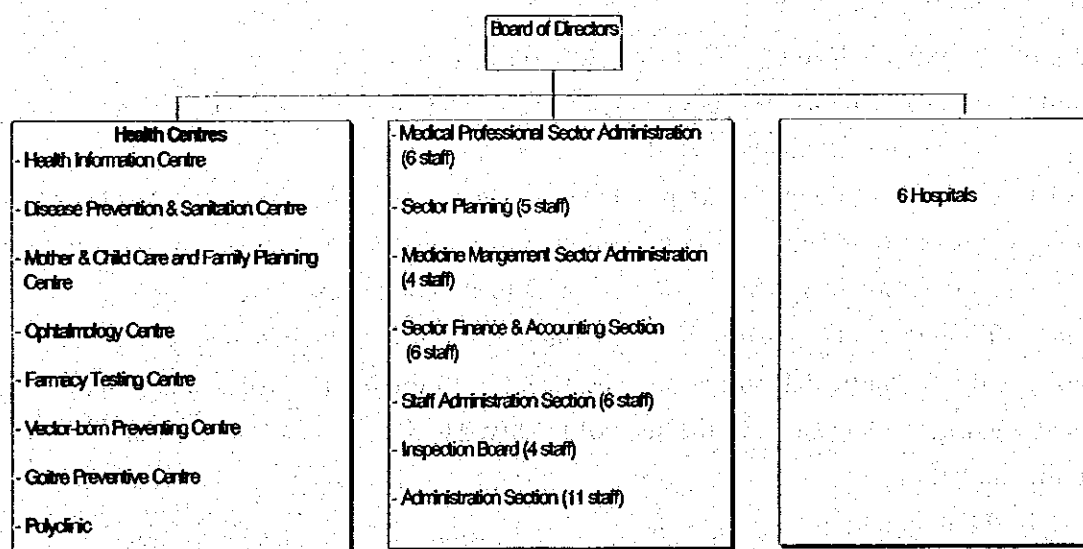 Board of Directors
Health Centres
- Health Information Centre
- Disease Prevention & Sanitation Centre
- Mother & Child Care and Family Planning
Centre
- Ophtalmology Centre
- Farmacy Testing Centre
- Vector-born Preventing Centre
- Goitre Preventive Centre
- Polyclinic
- Medical Professional Sector Administration
(6 staff)
- Sector Planning (5 staff)
- Medicine Mangement Sector Administration
(4 staff)
- Sector Finance & Accounting Section
(6 staff)
- Staff Administration Section (6 staff)
- Inspection Board (4 staff)
- Administration Section (11 staff)
6 Hospitals